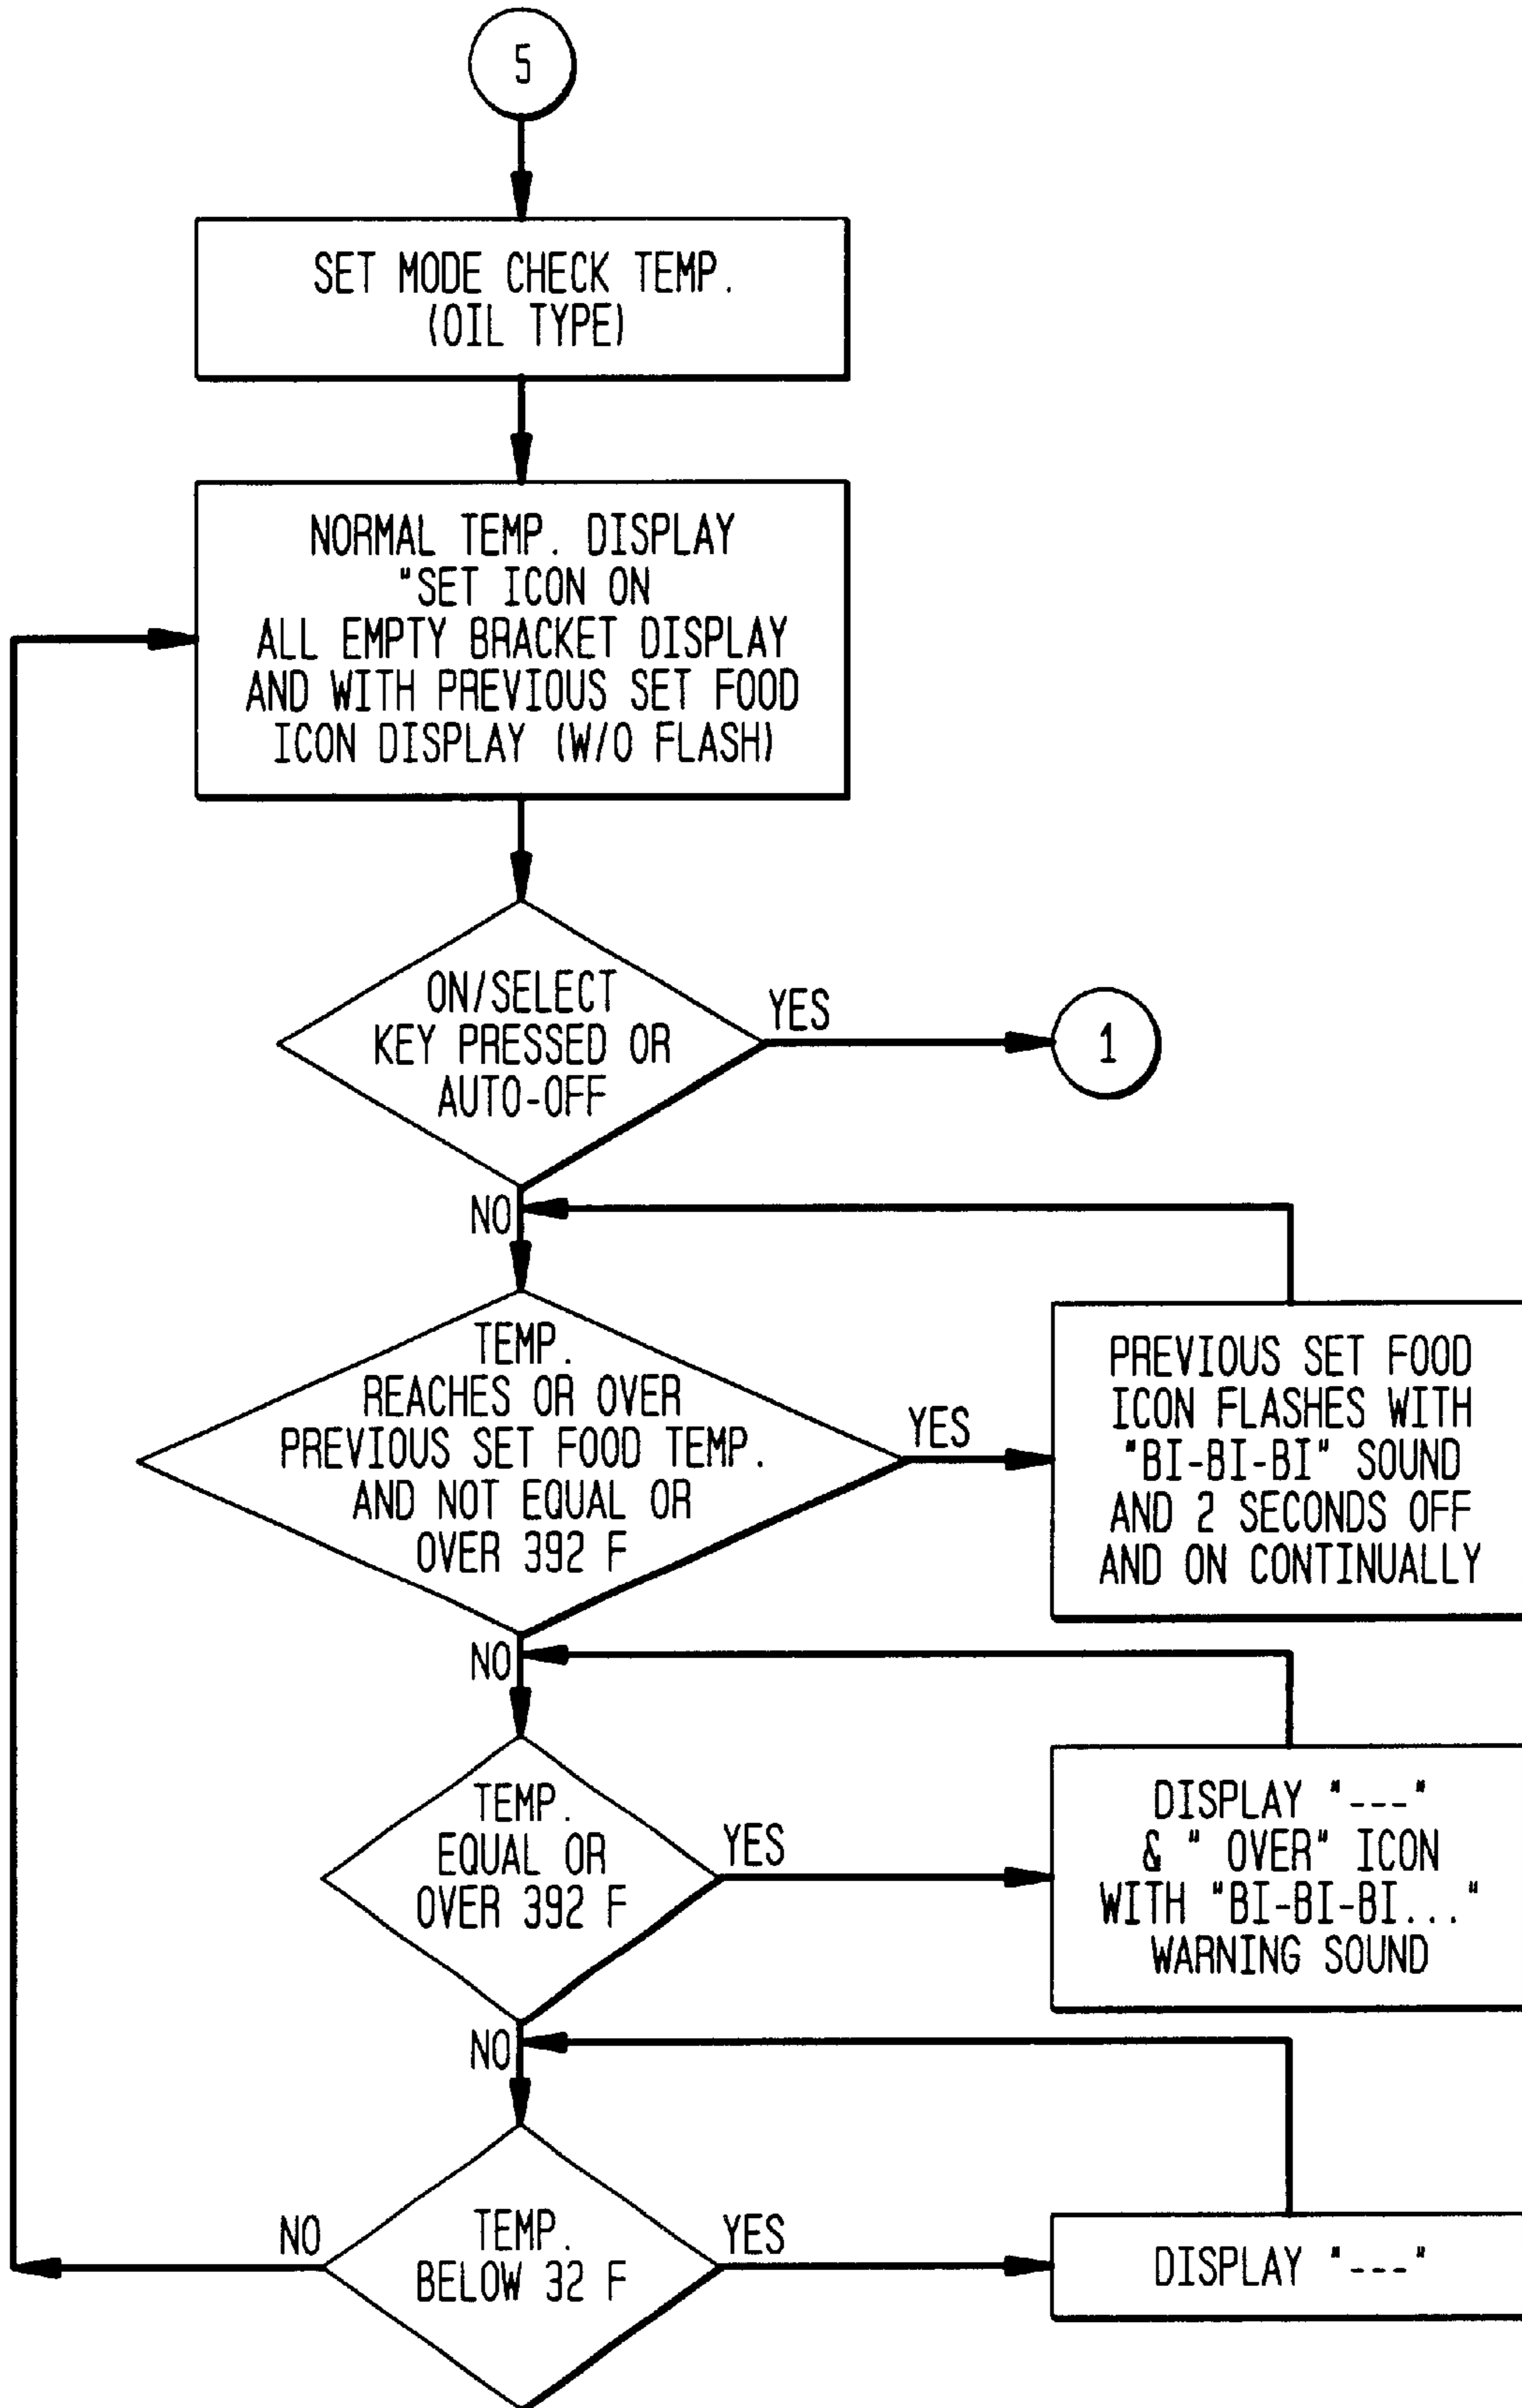 5
SET MODE CHECK TEMP.
(OIL TYPE)
NORMAL TEMP. DISPLAY
"SET ICON ON
ALL EMPTY BRACKET DISPLAY
AND WITH PREVIOUS SET FOOD
ICON DISPLAY (W/O FLASH)
ON/SELECT
KEY PRESSED OR
AUTO-OFF
YES
1
NO
TEMP.
REACHES OR OVER
PREVIOUS SET FOOD TEMP.
AND NOT EQUAL OR
OVER 392 F
YES
PREVIOUS SET FOOD
ICON FLASHES WITH
"BI-BI-BI" SOUND
AND 2 SECONDS OFF
AND ON CONTINUALLY
NO
TEMP.
EQUAL OR
OVER 392 F
YES
DISPLAY "---"
& " OVER" ICON
WITH "BI-BI-BI..."
WARNING SOUND
NO
TEMP.
BELOW 32 F
NO
YES
DISPLAY "---"